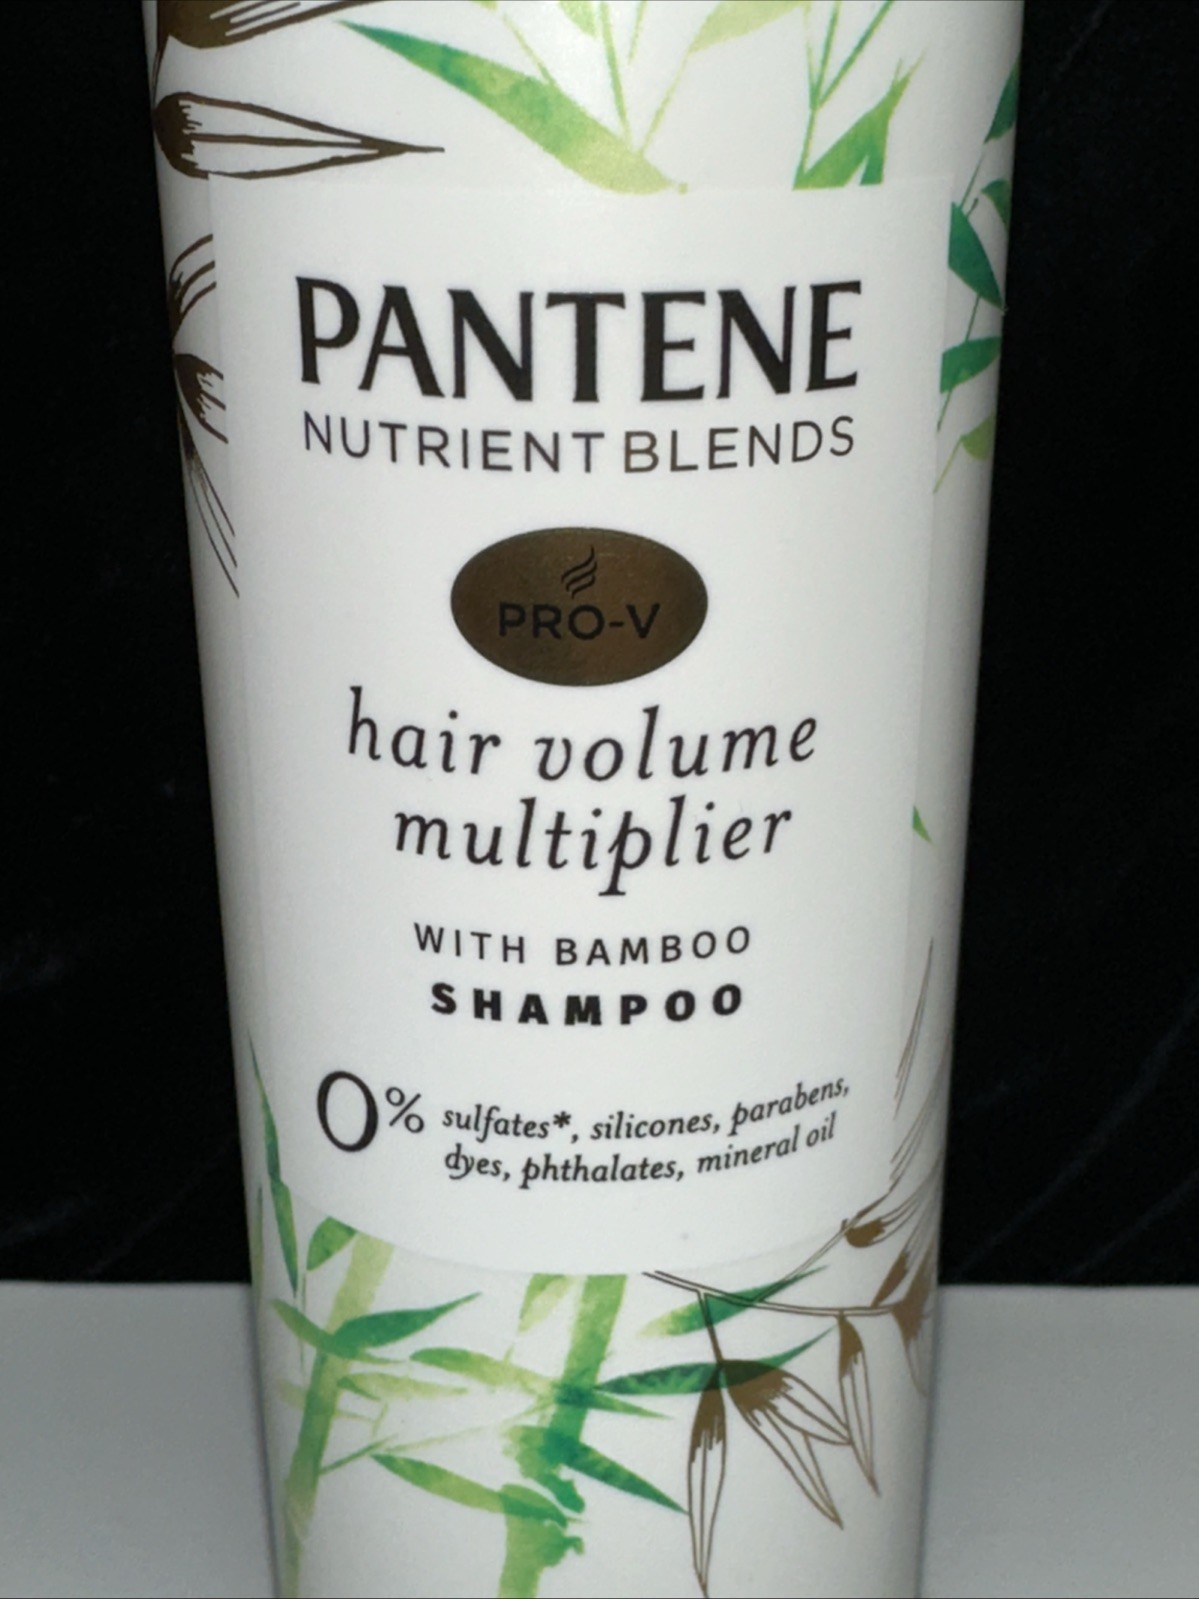 PANTENE
NUTRIENT BLENDS
PRO-V
hair volume
multiplier
WITH BAMBOO
SHAMPOO
0% sulfates*, silicones, parabens,
dyes, phthalates, mineral oil